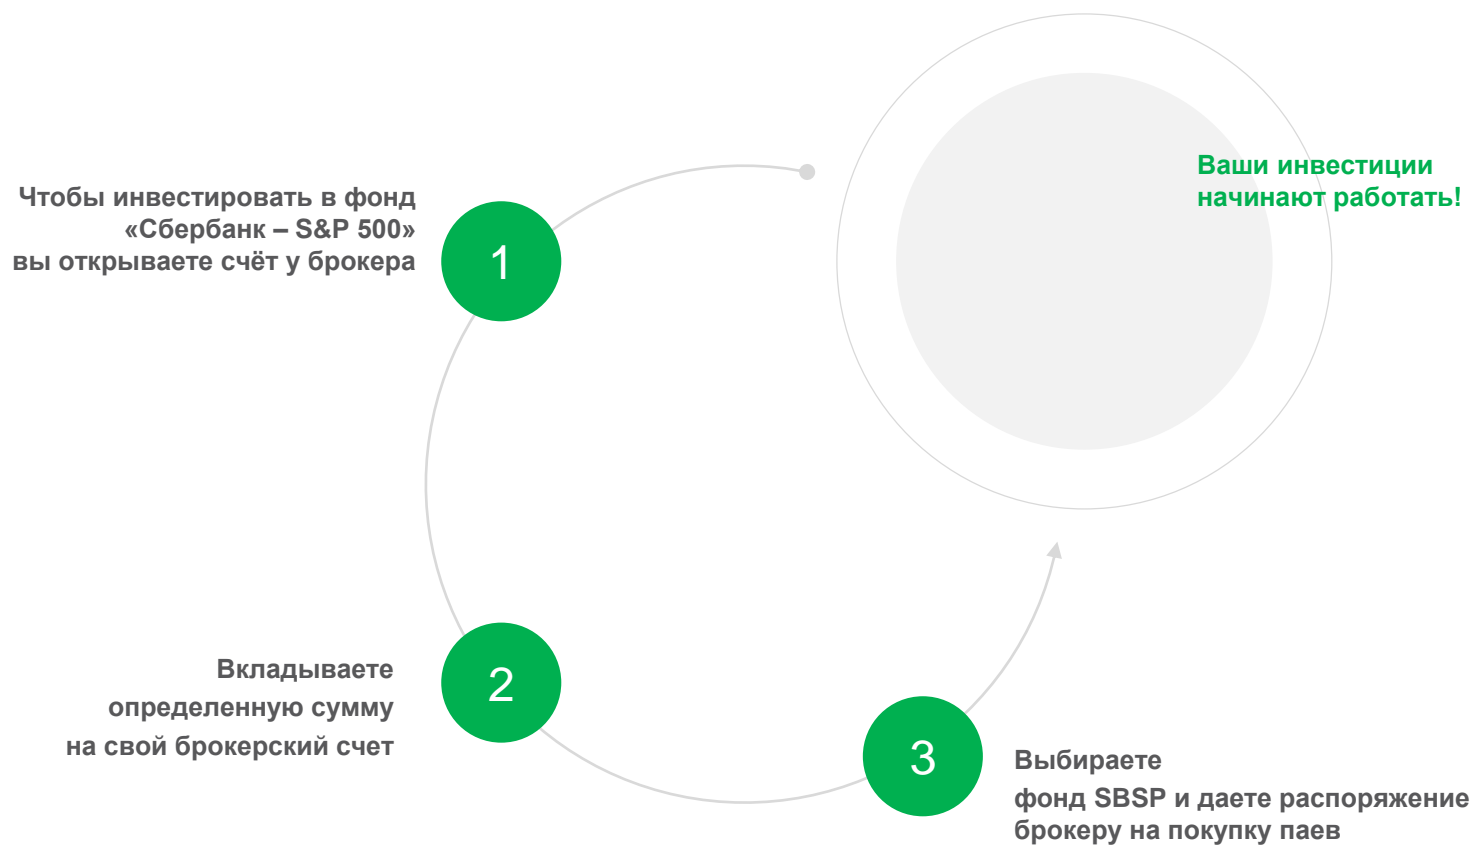 Чтобы инвестировать в фонд
«Сбербанк – S&P 500»
вы открываете счёт у брокера
1
Вкладываете
определенную сумму
на свой брокерский счет
2
3
Выбираете
фонд SBSP и даете распоряжение
брокеру на покупку паев
Ваши инвестиции
начинают работать!